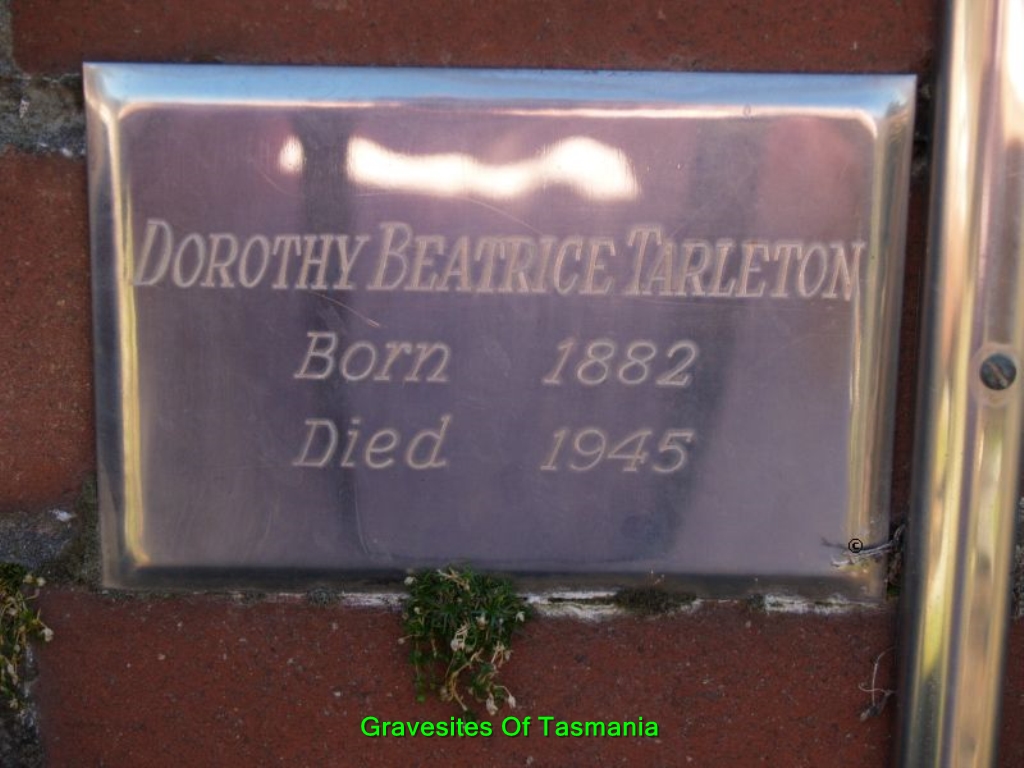 DOROTHY BEATRICE TARLETON
Born 1882
Died 1945
©
Gravesites Of Tasmania